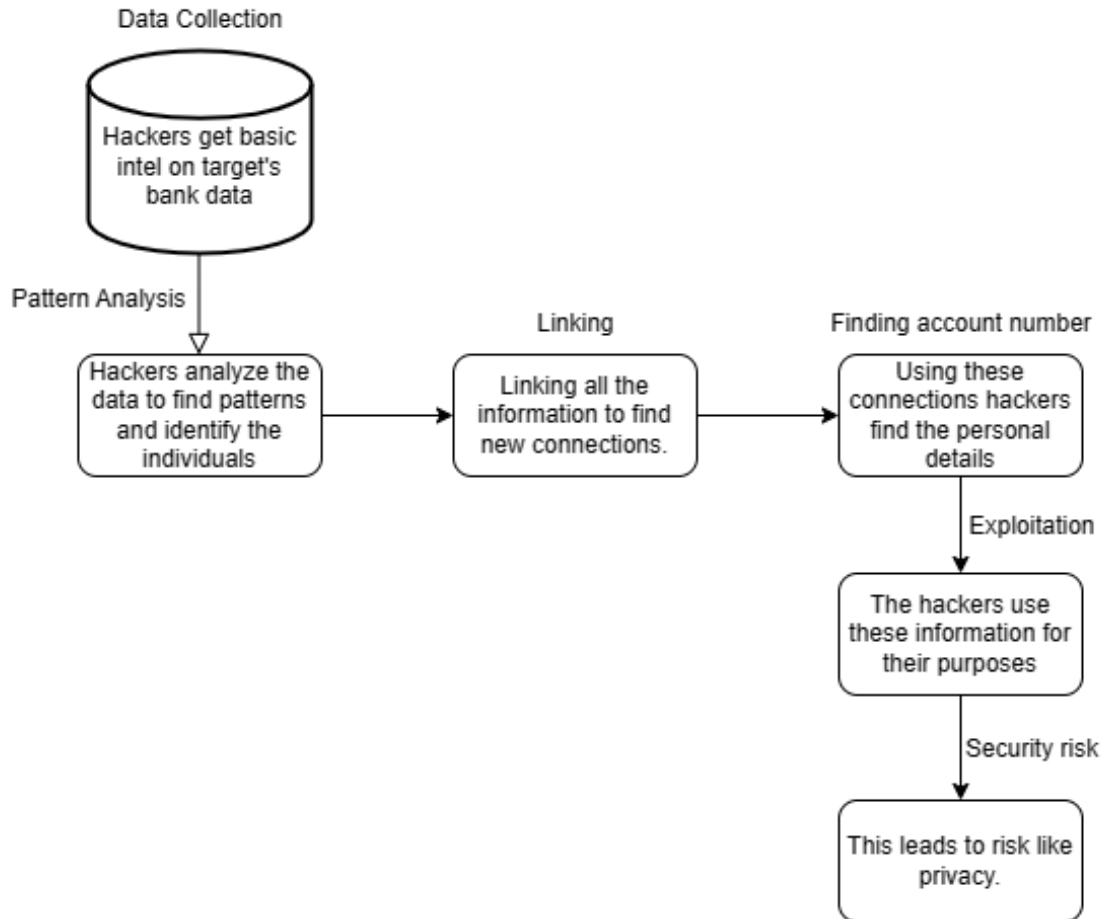 Data Collection
Hackers get basic
intel on target's
bank data
Pattern Analysis
Hackers analyze the
data to find patterns
and identify the
individuals
Linking
Linking all the
information to find
new connections.
Finding account number
Using these
connections hackers
find the personal
details
Exploitation
The hackers use
these information for
their purposes
Security risk
This leads to risk like
privacy.